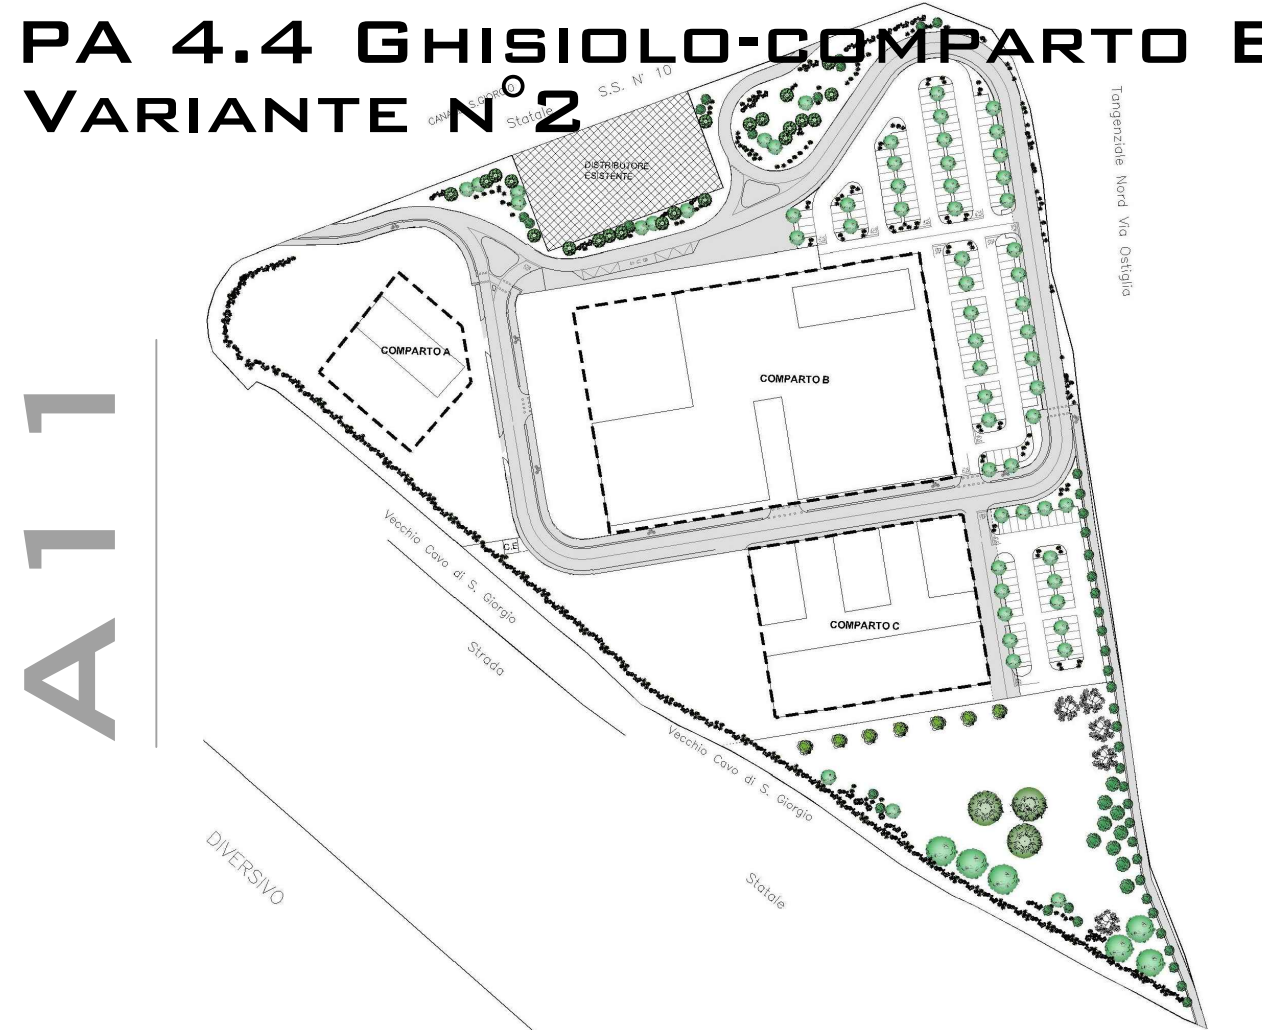 PA 4.4 GHISIOLO-COMPARTO E
VARIANTE N°2
S.S. N° 10
CANALE S.GIORGIO
Statale
DISTRIBUTORE
ESISTENTE
Tangenziale Nord Via Ostiglia
COMPARTO A
COMPARTO B
A11
C.E
Vecchio Cavo di S. Giorgio
COMPARTO C
Strada
Vecchio Cavo di S. Giorgio
DIVERSIVO
Statale